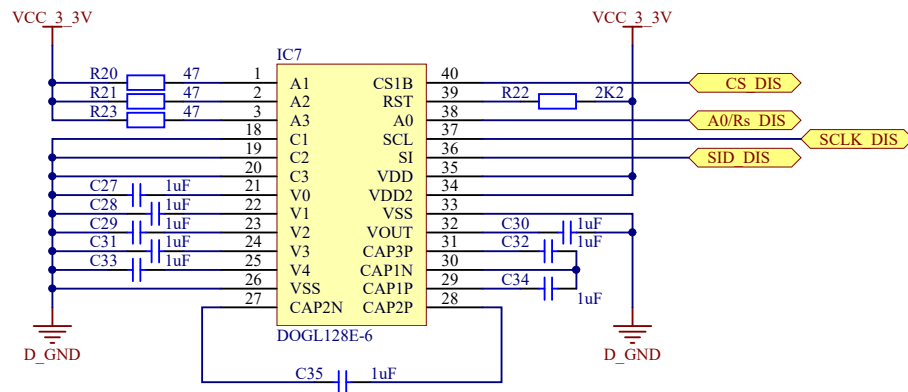 VCC_3_3V VCC_3_3V
IC7
R20 47 1 A1 CS1B 40 CS_DIS
R21 47 2 A2 RST 39 R22 2K2
R23 47 3 A3 A0 38 A0/Rs_DIS
18 C1 SCL 37 SCLK_DIS
19 C2 SI 36 SID_DIS
20 C3 VDD 35
C27 1uF 21 V0 VDD2 34
C28 1uF 22 V1 VSS 33
C29 1uF 23 V2 VOUT 32 C30 1uF
C31 1uF 24 V3 CAP3P 31 C32 1uF
C33 1uF 25 V4 CAP1N 30
26 VSS CAP1P 29 C34 1uF
27 CAP2N CAP2P 28
DOGL128E-6
D_GND D_GND
C35 1uF